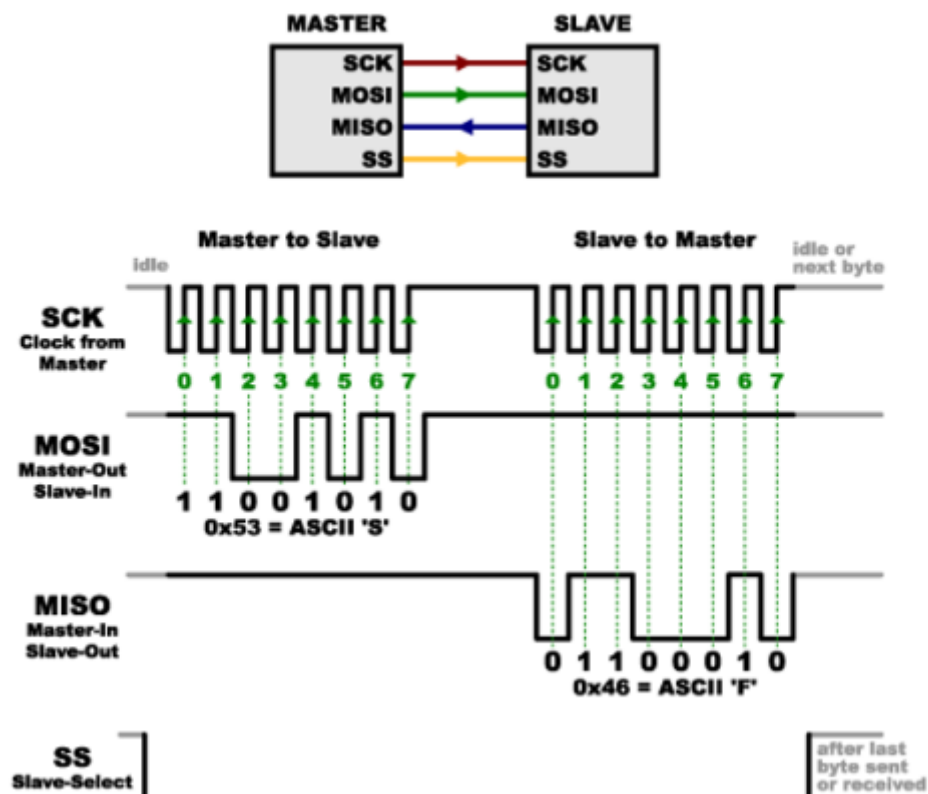 MASTER SLAVE
SCK SCK
MOSI MOSI
MISO MISO
SS SS
Master to Slave Slave to Master
idle
idle or
next byte
SCK
Clock from
Master
0 1 2 3 4 5 6 7 0 1 2 3 4 5 6 7
MOSI
Master-Out
Slave-In
1 1 0 0 1 0 1 0
0x53 = ASCII 'S'
MISO
Master-In
Slave-Out
0 1 1 0 0 0 1 0
0x46 = ASCII 'F'
SS
Slave-Select
after last
byte sent
or received